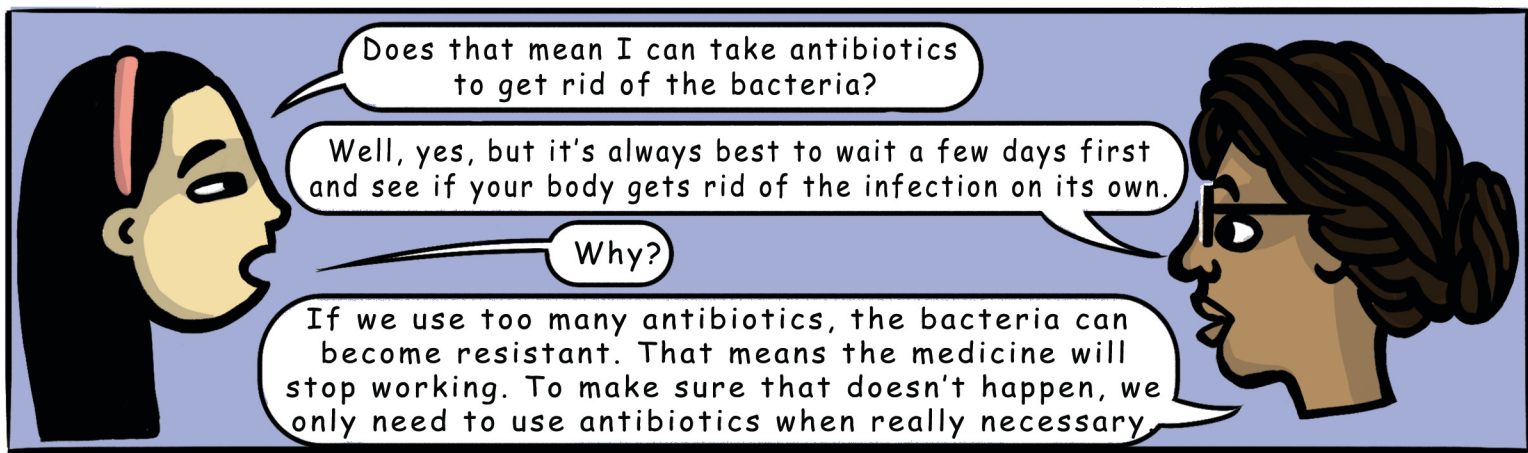 Does that mean I can take antibiotics
to get rid of the bacteria?
Well, yes, but it's always best to wait a few days first
and see if your body gets rid of the infection on its own.
Why?
If we use too many antibiotics, the bacteria can
become resistant. That means the medicine will
stop working. To make sure that doesn't happen, we
only need to use antibiotics when really necessary.